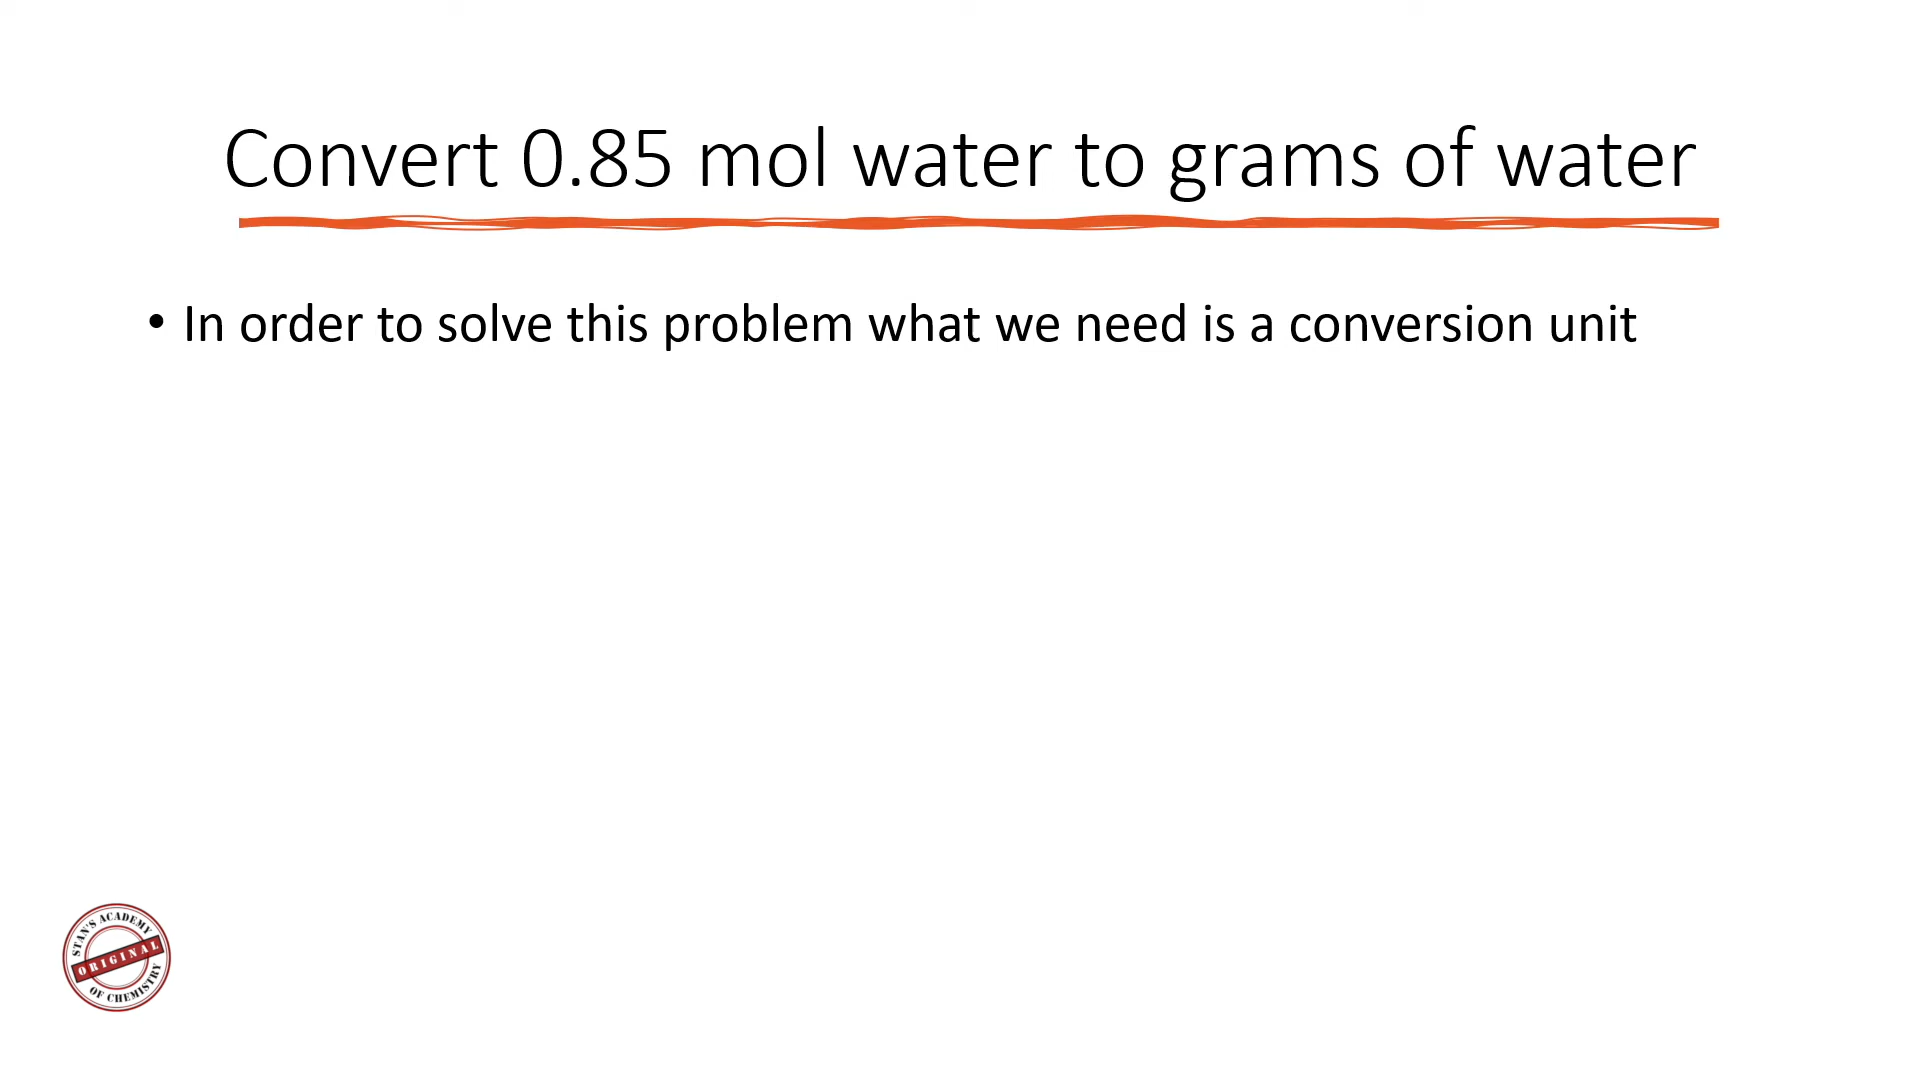 Convert 0.85 mol water to grams of water
• In order to solve this problem what we need is a conversion unit
STAN'S ACADEMY
ORIGINAL
OF CHEMISTRY